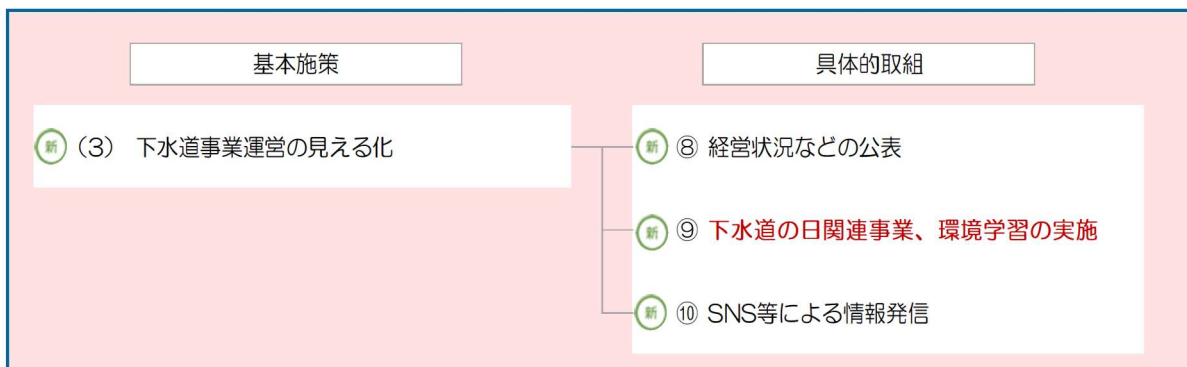 基本施策
具体的取組
新 （3） 下水道事業運営の見える化
新 ⑧ 経営状況などの公表
新 ⑨ 下水道の日関連事業、環境学習の実施
新 ⑩ SNS等による情報発信